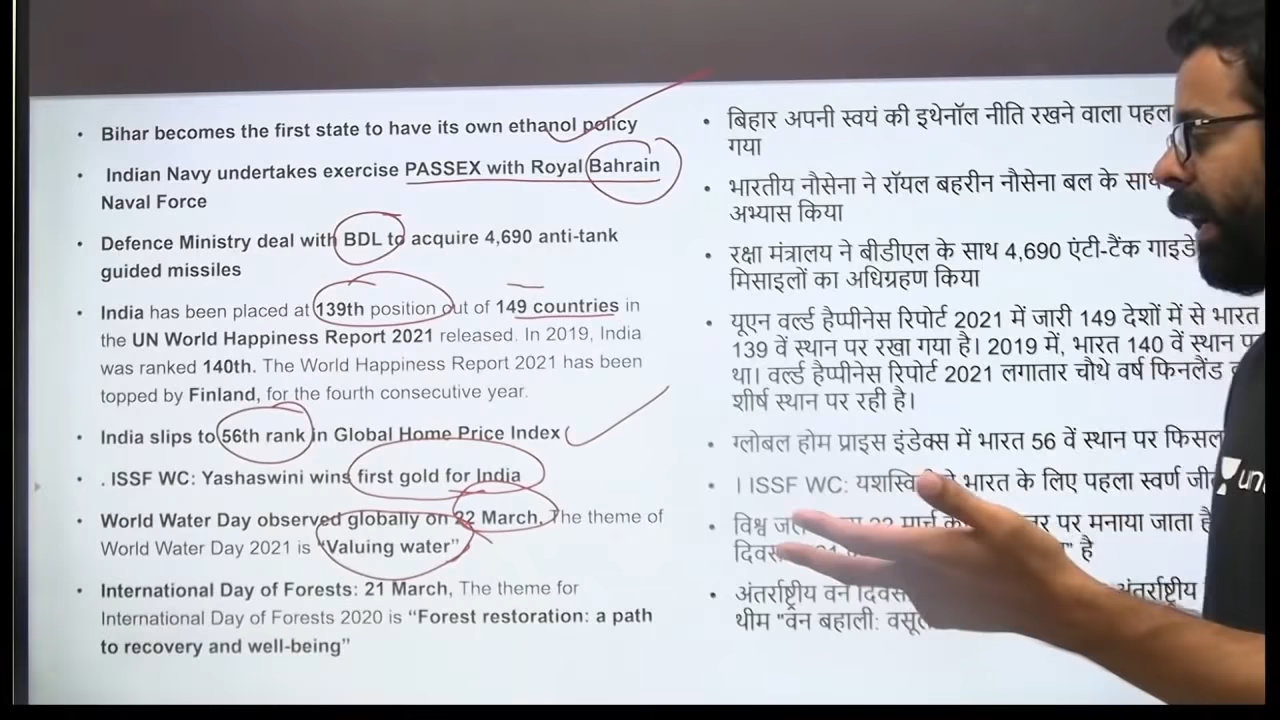 Bihar becomes the first state to have its own ethanol policy
Indian Navy undertakes exercise PASSEX with Royal Bahrain
Naval Force
Defence Ministry deal with BDL to acquire 4,690 anti-tank
guided missiles
India has been placed at 139th position out of 149 countries in
the UN World Happiness Report 2021 released. In 2019, India
was ranked 140th. The World Happiness Report 2021 has been
topped by Finland, for the fourth consecutive year.
India slips to 56th rank in Global Home Price Index(
. ISSF WC: Yashaswini wins first gold for India
World Water Day observed globally on 22 March. The theme of
World Water Day 2021 is “Valuing water”
International Day of Forests: 21 March, The theme for
International Day of Forests 2020 is “Forest restoration: a path
to recovery and well-being”
बिहार अपनी स्वयं की इथेनॉल नीति रखने वाला पहल
गया
भारतीय नौसेना ने रॉयल बहरीन नौसेना बल के साथ
अभ्यास किया
रक्षा मंत्रालय ने बीडीएल के साथ 4,690 एंटी-टैंक गाइडे
मिसाइलों का अधिग्रहण किया
यूएन वर्ल्ड हैप्पीनेस रिपोर्ट 2021 में जारी 149 देशों में से भारत
139 वें स्थान पर रखा गया है। 2019 में, भारत 140 वें स्थान प
था। वर्ल्ड हैप्पीनेस रिपोर्ट 2021 लगातार चौथे वर्ष फिनलैंड
शीर्ष स्थान पर रही है।
ग्लोबल होम प्राइस इंडेक्स में भारत 56 वें स्थान पर फिसल
। ISSF WC: भारत के लिए पहला स्वर्ण जी
विश्व 22 मार्च पर मनाया जाता है
है
अंतर्राष्ट्रीय वन दिवस अंतर्राष्ट्रीय
थीम "वन बहाली: